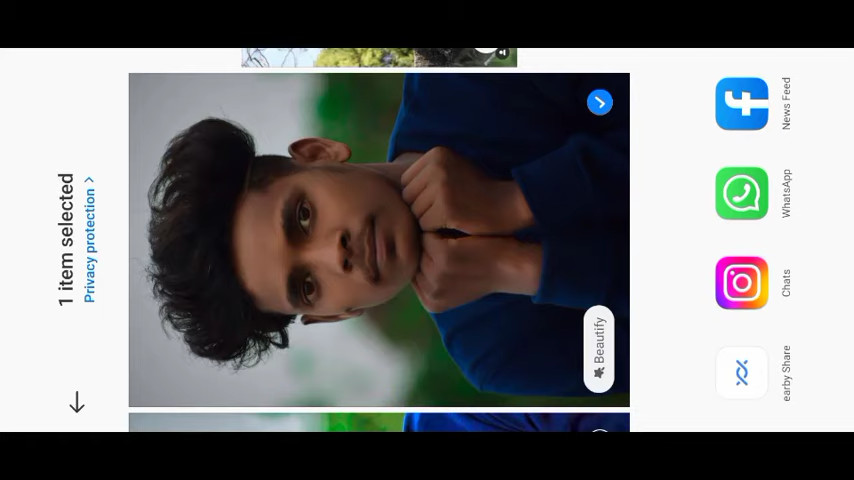 1 item selected
Privacy protection >
Beautify
News Feed
WhatsApp
Chats
earby Share